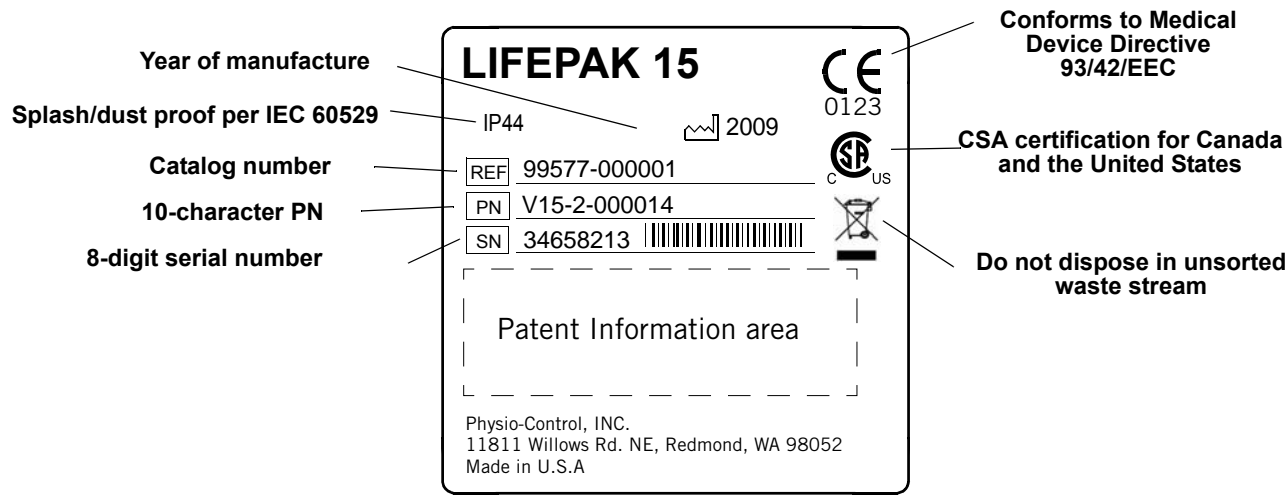 Conforms to Medical
Device Directive
93/42/EEC
Year of manufacture
Splash/dust proof per IEC 60529
Catalog number
10-character PN
8-digit serial number
LIFEPAK 15
CE
0123
IP44
2009
CSA
C US
REF 99577-000001
PN V15-2-000014
SN 34658213
CSA certification for Canada
and the United States
Do not dispose in unsorted
waste stream
Patent Information area
Physio-Control, INC.
11811 Willows Rd. NE, Redmond, WA 98052
Made in U.S.A